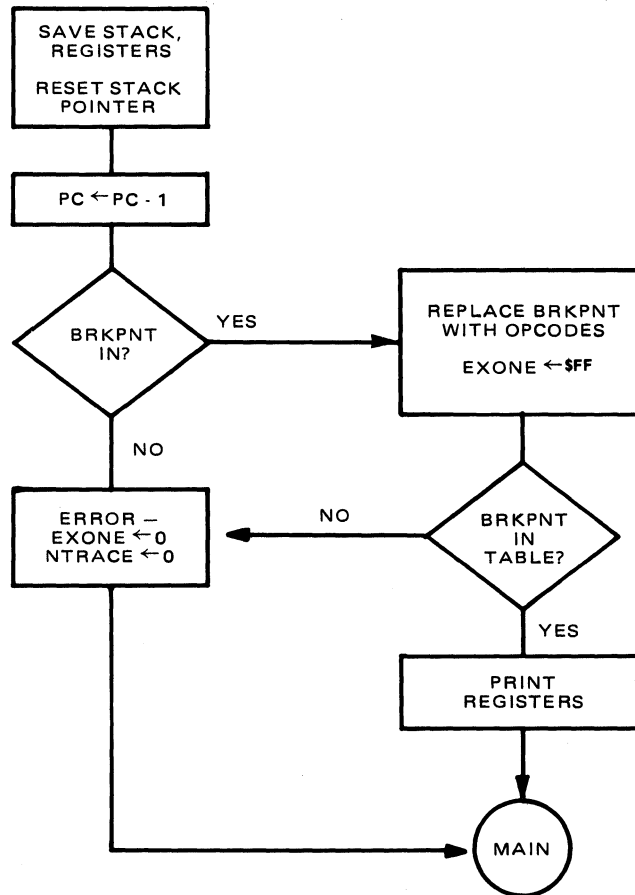 SAVE STACK,
REGISTERS
RESET STACK
POINTER
PC ← PC - 1
BRKPNT
IN?
YES
REPLACE BRKPNT
WITH OPCODES
EXONE ← $FF
NO
ERROR —
EXONE ← 0
NTRACE ← 0
NO
BRKPNT
IN
TABLE?
YES
PRINT
REGISTERS
MAIN